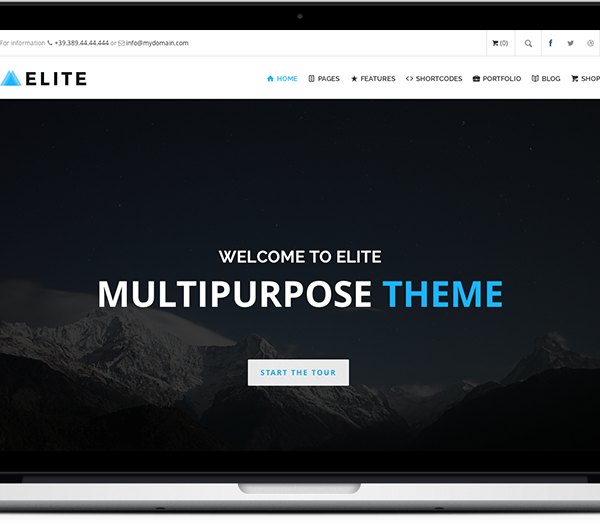 For information +39.389.44.44.444 or info@mydomain.com (0)
ELITE HOME PAGES FEATURES SHORTCODES PORTFOLIO BLOG SHOP
WELCOME TO ELITE
MULTIPURPOSE THEME
START THE TOUR